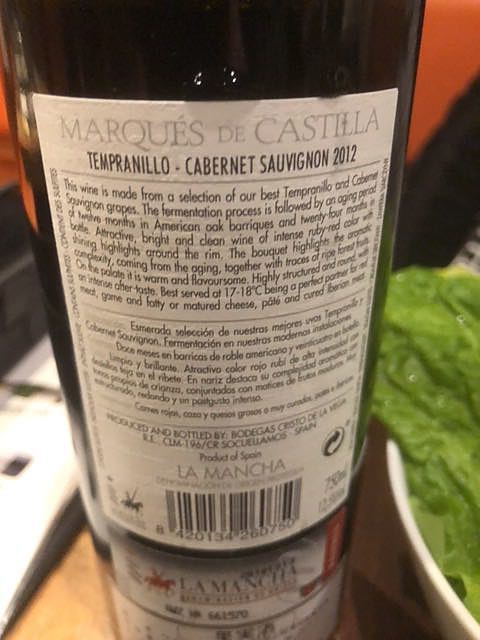 MARQUÉS DE CASTILLA
TEMPRANILLO - CABERNET SAUVIGNON 2012
This wine is made from a selection of our best Tempranillo and Cabernet
Sauvignon grapes. The fermentation process is followed by an aging period
of twelve months in American oak barriques and twenty-four months in
bottle. Attractive, bright and clean wine of intense ruby-red color with
shining highlights around the rim. The bouquet highlights the aromatic
complexity, coming from the aging, together with traces of ripe forest fruits.
On the palate it is warm and flavoursome. Highly structured and round, with
an intense after-taste. Best served at 17-18°C being a perfect partner for red
meat, game and fatty or matured cheese, pâté and cured Iberian meat.
Esmerada selección de nuestras mejores uvas Tempranillo y
Cabernet Sauvignon. Fermentación en nuestras modernas instalaciones.
Doce meses en barricas de roble americano y veinticuatro en botella.
Limpio y brillante. Atractivo color rojo rubí de alta intensidad con
destellos teja en el ribete. En nariz destaca su complejidad aromática con
tonos propios de crianza, conjuntados con matices de frutos maduros. Muy
estructurado, redondo y un postgusto intenso.
Carnes rojas, caza y quesos grasos o muy curados, patés e ibéricos
PRODUCED AND BOTTLED BY: BODEGAS CRISTO DE LA VEGA
R.E. CLM-196/CR SOCUELLAMOS - SPAIN
Product of Spain
LA MANCHA
DENOMINACIÓN DE ORIGEN PROTEGIDA
750ml
8 420134 260750
LA MANCHA
661570